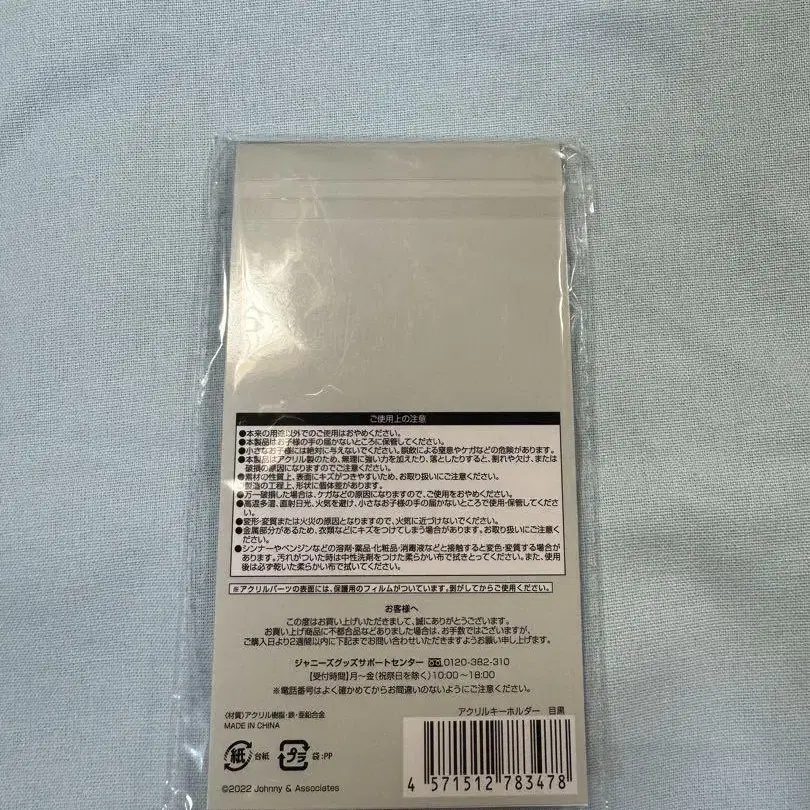 ご使用上の注意
●本来の用途以外でのご使用はおやめください。
●本製品はお子様の手の届かないところに保管してください。
●小さなお子様には絶対に与えないでください。誤飲による窒息やケガなどの危険があります。
●本製品はアクリル製のため、無理に強い力を加えたり、落としたりすると、割れや欠け、または
破損の原因になりますのでご注意ください。
●素材の性質上、表面にキズがつきやすいため、お取り扱いにご注意ください。
●製造の工程上、形状に個体差があります。
●万一破損した場合は、ケガなどの原因になりますので、ご使用をおやめください。
●高温多湿、直射日光、火気を避け、小さなお子様の手の届かないところで使用・保管してくださ
い。
●変形・変質または火災の原因となりますので、火気に近づけないでください。
●金属部分があるため、衣類などにキズをつけてしまう場合があります。お取り扱いにご注意くだ
さい。
●シンナーやベンジンなどの溶剤・薬品・化粧品・消毒液などと接触すると変色・変質する場合が
あります。汚れがついた時は中性洗剤をつけた柔らかい布で拭きとってください。また、使用
後は必ず乾いた柔らかい布で拭いてください。
※アクリルパーツの表面には、保護用のフィルムがついています。剥がしてからご使用ください。
お客様へ
この度はお買い上げいただきまして、誠にありがとうございます。
お買い上げ商品に不都合品などありました場合は、お手数ではございますが、
ご購入日より2週間以内に下記までお問い合わせいただきますようお願い申し上げます。
ジャニーズグッズサポートセンター 0120-382-310
【受付時間】月～金(祝祭日を除く)10:00～18:00
※電話番号はよく確かめてからお間違いのないようにご注意ください。
〈材質〉アクリル樹脂・鉄・亜鉛合金
MADE IN CHINA
アクリルキーホルダー 目黒
紙 台紙 プラ 袋:PP
4 571512 783478
©2022 Johnny & Associates